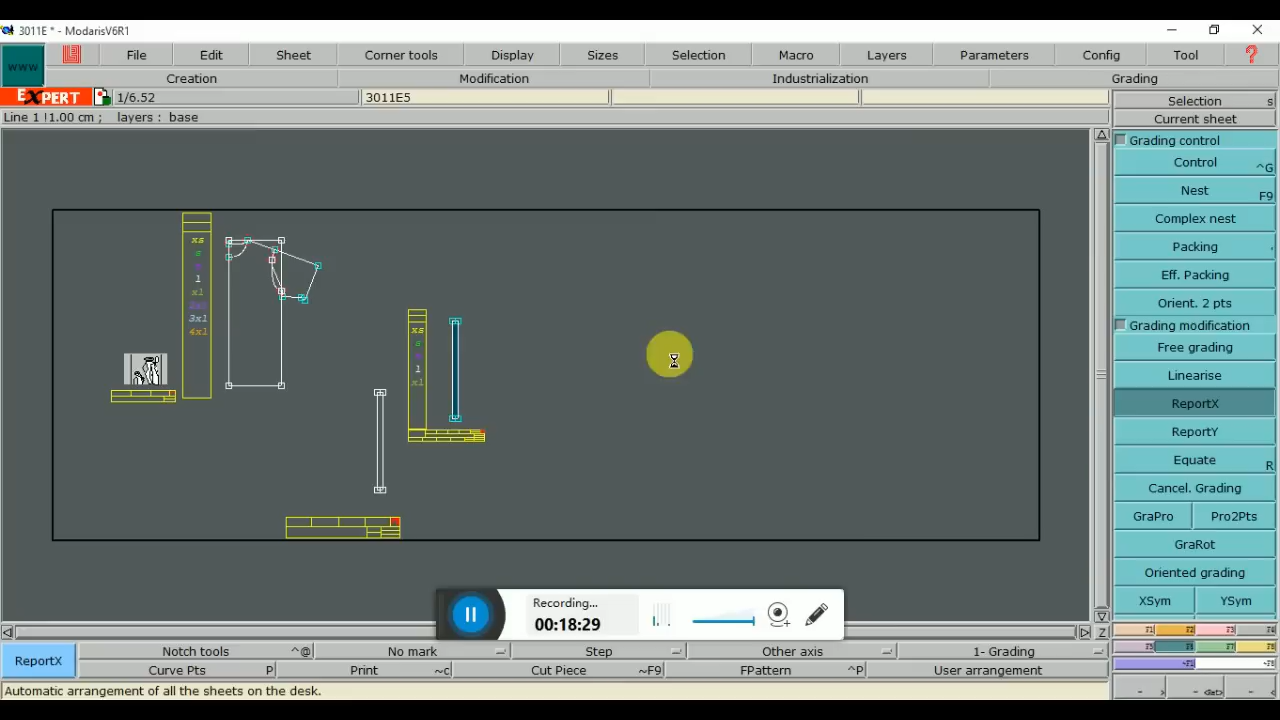 3011E * - ModarisV6R1
www
File Edit Sheet Corner tools Display Sizes Selection Macro Layers Parameters Config Tool ?
Creation Modification Industrialization Grading
EXPERT 1/6.52 3011E5
Selection s
Line 1 !1.00 cm ; layers : base
Current sheet
Grading control
Control ^G
Nest F9
Complex nest
Packing
Eff. Packing
Orient. 2 pts
Grading modification
Free grading
Linearise
ReportX
ReportY
Equate R
Cancel. Grading
GraPro Pro2Pts
GraRot
Oriented grading
XSym YSym
xs
s
l
xl
2xl
3xl
4xl
xs
s
l
xl
Recording...
00:18:29
Z
ReportX
Notch tools ^@ No mark Step Other axis 1- Grading
Curve Pts P Print ~c Cut Piece ~F9 FPattern ^P User arrangement
Automatic arrangement of all the sheets on the desk.